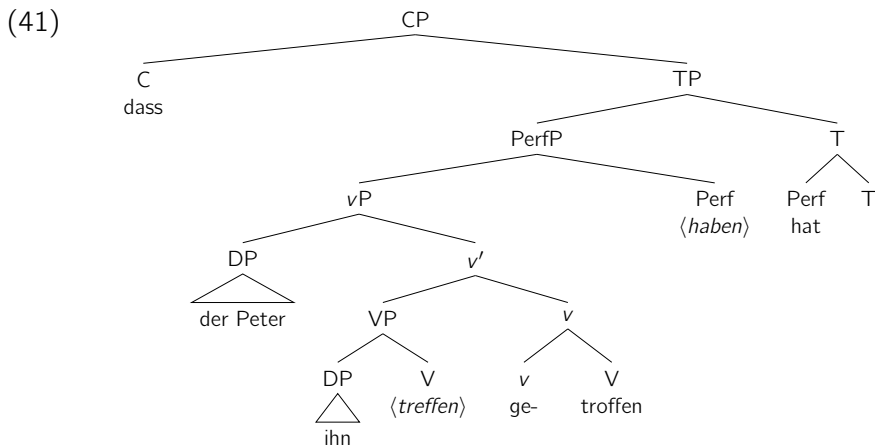 (41)
CP
C TP
dass
PerfP T
vP Perf Perf T
⟨haben⟩ hat
DP v′
der Peter VP v
DP V v V
⟨treffen⟩ ge- troffen
ihn